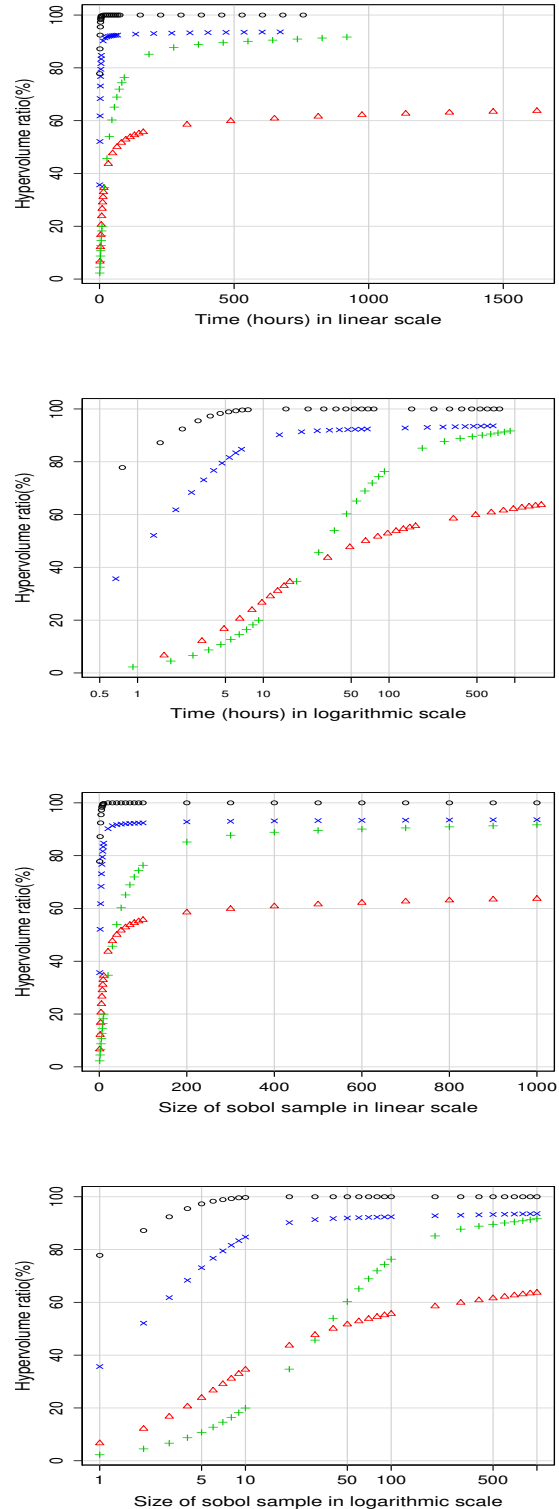 Hypervolume ratio(%)
100
80
60
40
20
0
0 500 1000 1500
Time (hours) in linear scale
Hypervolume ratio(%)
100
80
60
40
20
0
0.5 1 5 10 50 100 500
Time (hours) in logarithmic scale
Hypervolume ratio(%)
100
80
60
40
20
0
0 200 400 600 800 1000
Size of sobol sample in linear scale
Hypervolume ratio(%)
100
80
60
40
20
0
1 5 10 50 100 500
Size of sobol sample in logarithmic scale